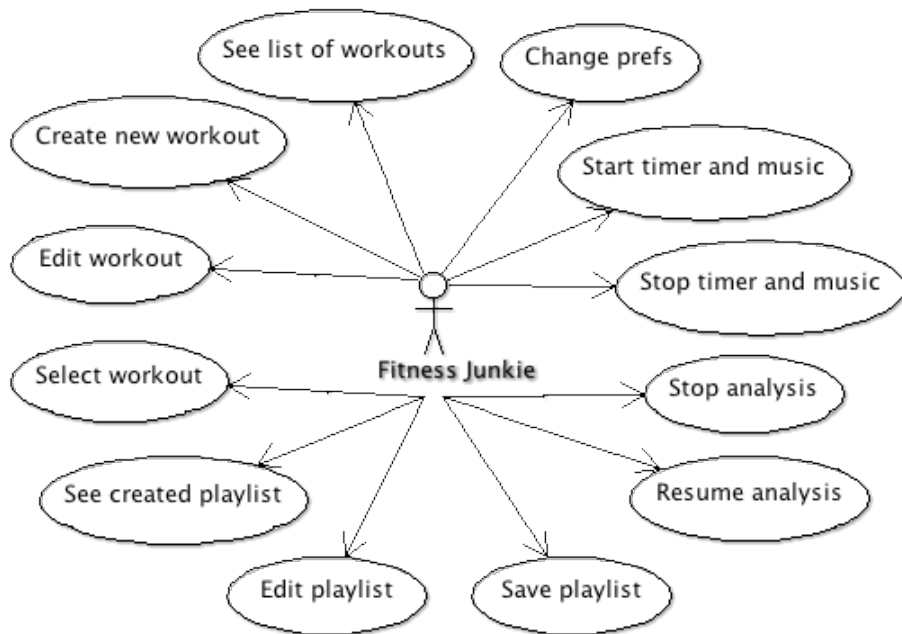 See list of workouts
Change prefs
Create new workout
Start timer and music
Edit workout
Stop timer and music
Fitness Junkie
Select workout
Stop analysis
See created playlist
Resume analysis
Edit playlist
Save playlist